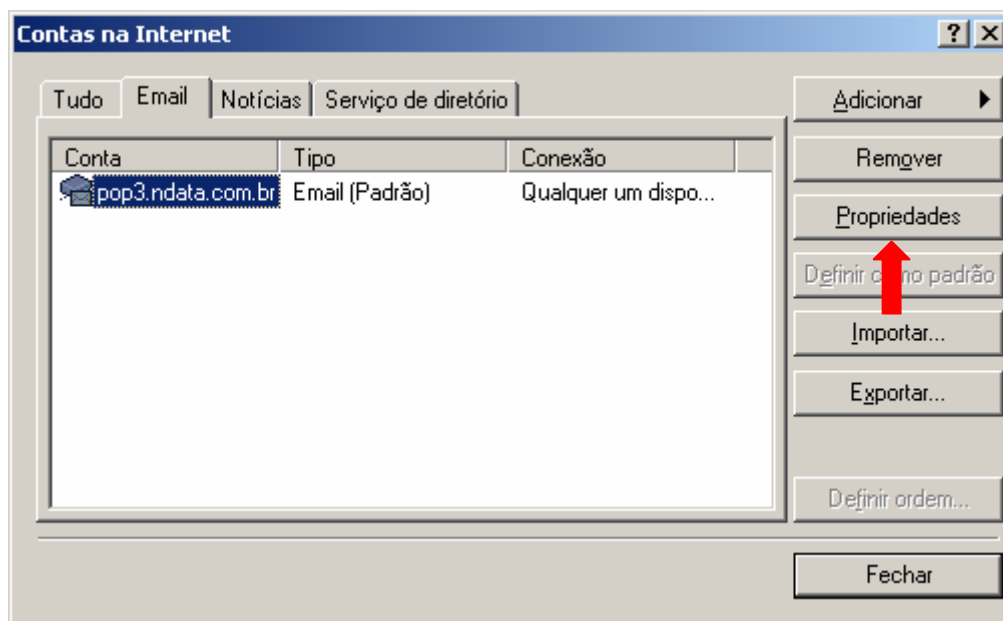 Contas na Internet
Tudo Email Notícias Serviço de diretório
Conta Tipo Conexão
pop3.ndata.com.br Email (Padrão) Qualquer um dispo...
Adicionar
Remover
Propriedades
Definir como padrão
Importar...
Exportar...
Definir ordem...
Fechar